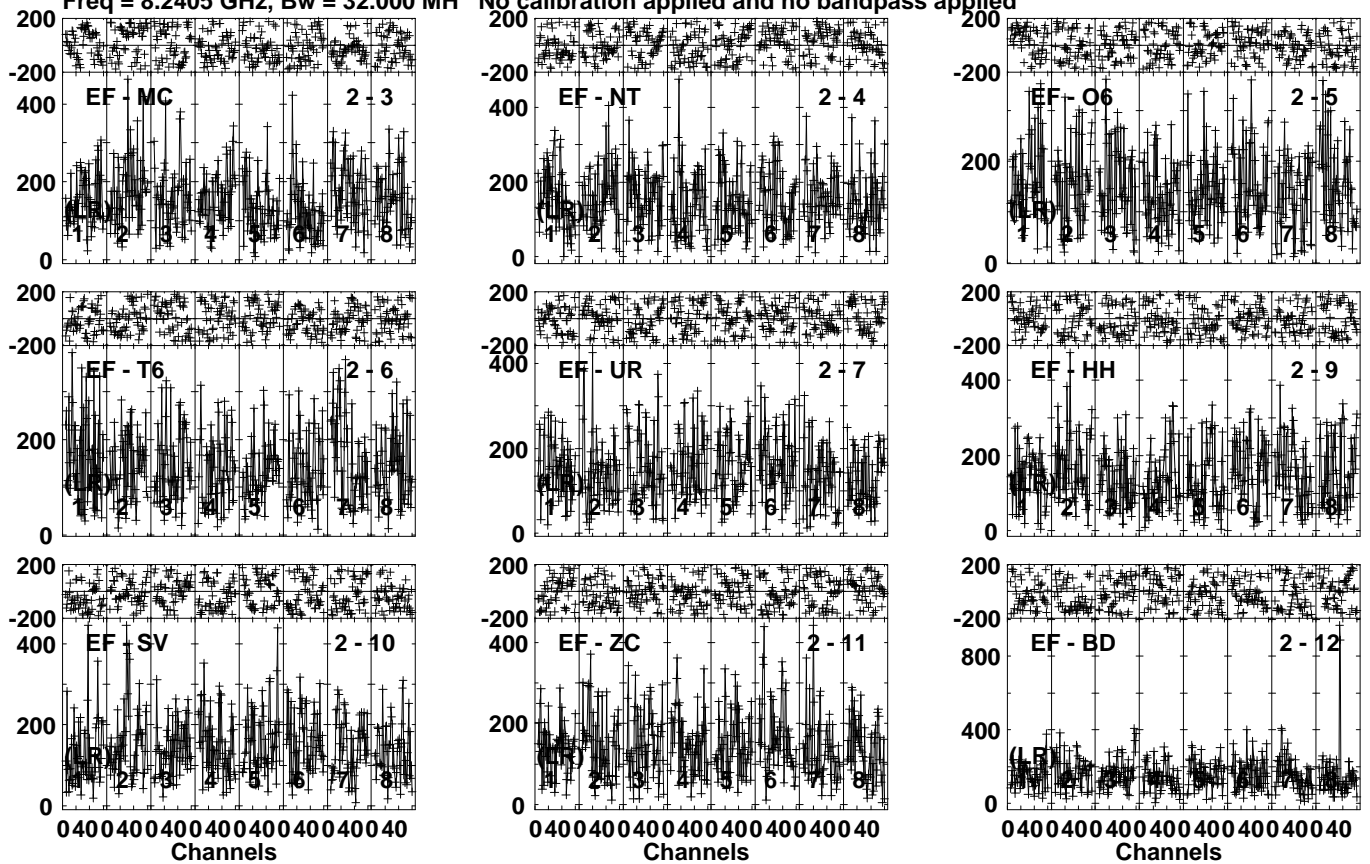 Freq = 8.2405 GHz, Bw = 32.000 MH No calibration applied and no bandpass applied
200 200 200
-200 -200 -200
EF - MC 2 - 3 EF - NT 2 - 4 EF - O6 2 - 5
400 400
200 200 200
(LR) (LR) (LR)
1 2 3 4 5 6 7 8 1 2 3 4 5 6 7 8 1 2 3 4 5 6 7 8
0 0 0
200 200 200
-200 -200 -200
EF - T6 2 - 6 EF - UR 2 - 7 EF - HH 2 - 9
400 400
200 200 200
(LR) (LR) (LR)
1 2 3 4 5 6 7 8 1 2 3 4 5 6 7 8 1 2 3 4 5 6 7 8
0 0 0
200 200 200
-200 -200 -200
EF - SV 2 - 10 EF - ZC 2 - 11 EF - BD 2 - 12
400 400 800
200 200 400
(LR) (LR) (LR)
1 2 3 4 5 6 7 8 1 2 3 4 5 6 7 8 1 2 3 4 5 6 7 8
0 0 0
0 40 0 40 0 40 0 40 0 40 0 40 0 40 0 40 0 40 0 40 0 40 0 40 0 40 0 40 0 40 0 40 0 40 0 40 0 40 0 40 0 40 0 40 0 40 0 40
Channels Channels Channels